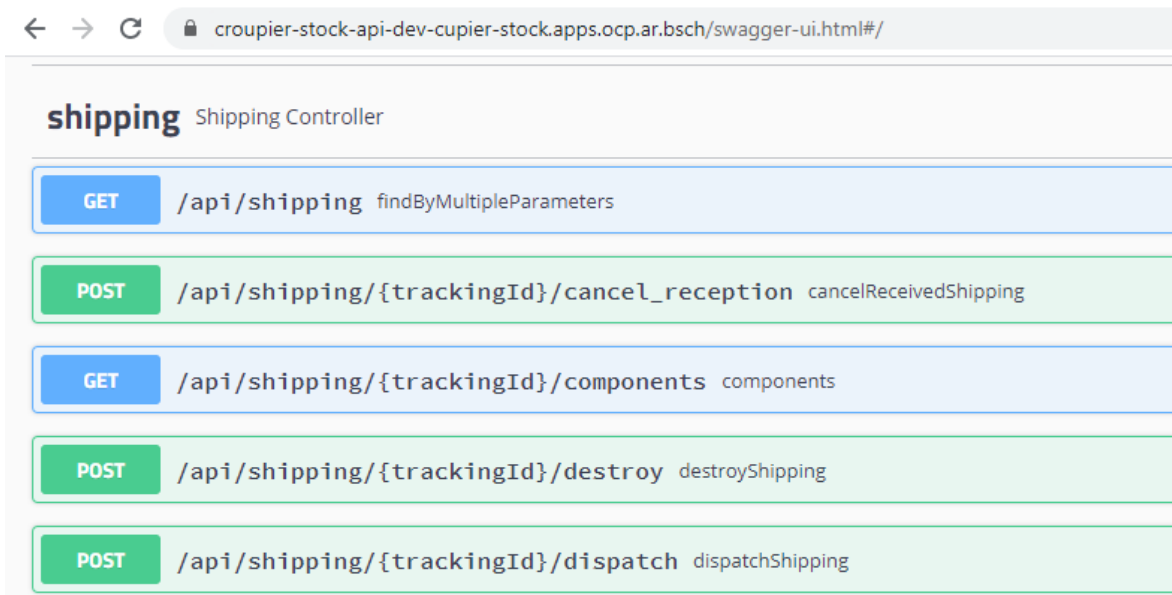 croupier-stock-api-dev-cupier-stock.apps.ocp.ar.bsch/swagger-ui.html#/
shipping Shipping Controller
GET /api/shipping findByMultipleParameters
POST /api/shipping/{trackingId}/cancel_reception cancelReceivedShipping
GET /api/shipping/{trackingId}/components components
POST /api/shipping/{trackingId}/destroy destroyShipping
POST /api/shipping/{trackingId}/dispatch dispatchShipping